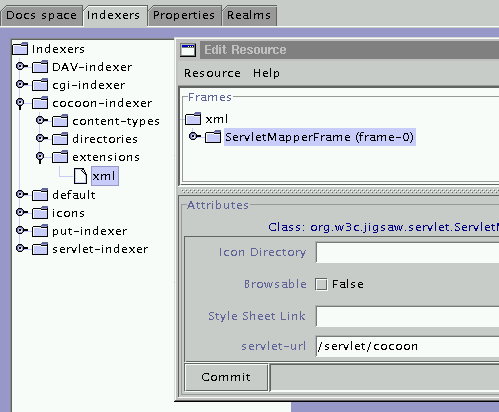 Docs space Indexers Properties Realms
Indexers
DAV-indexer
cgi-indexer
cocoon-indexer
content-types
directories
extensions
xml
default
icons
put-indexer
servlet-indexer
Edit Resource
Resource Help
Frames
xml
ServletMapperFrame (frame-0)
Attributes
Class: org.w3c.jigsaw.servlet.ServletM
Icon Directory
Browsable False
Style Sheet Link
servlet-url /servlet/cocoon
Commit